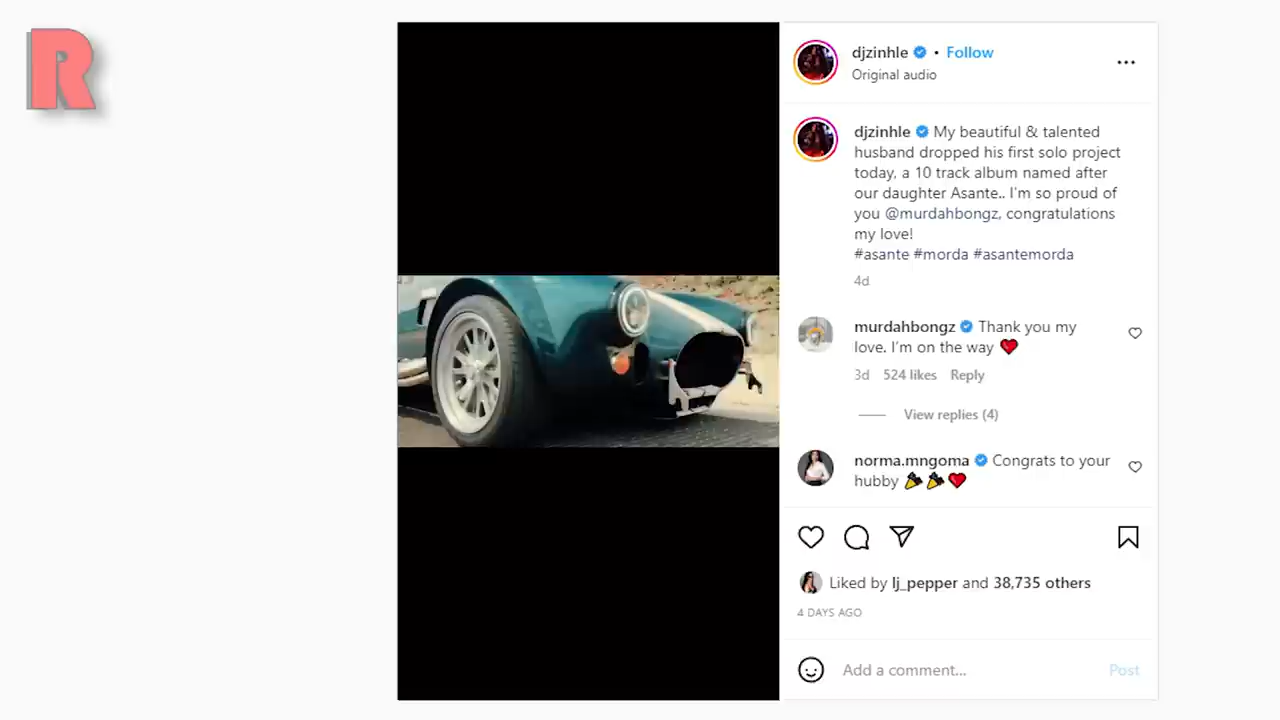 R
djzinhle • Follow
Original audio
djzinhle My beautiful & talented
husband dropped his first solo project
today, a 10 track album named after
our daughter Asante.. I'm so proud of
you @murdahbongz, congratulations
my love!
#asante #morda #asantemorda
4d
murdahbongz Thank you my
love. I'm on the way ❤️
3d 524 likes Reply
View replies (4)
norma.mngoma Congrats to your
hubby 🎉🎉❤️
Liked by lj_pepper and 38,735 others
4 DAYS AGO
Add a comment... Post